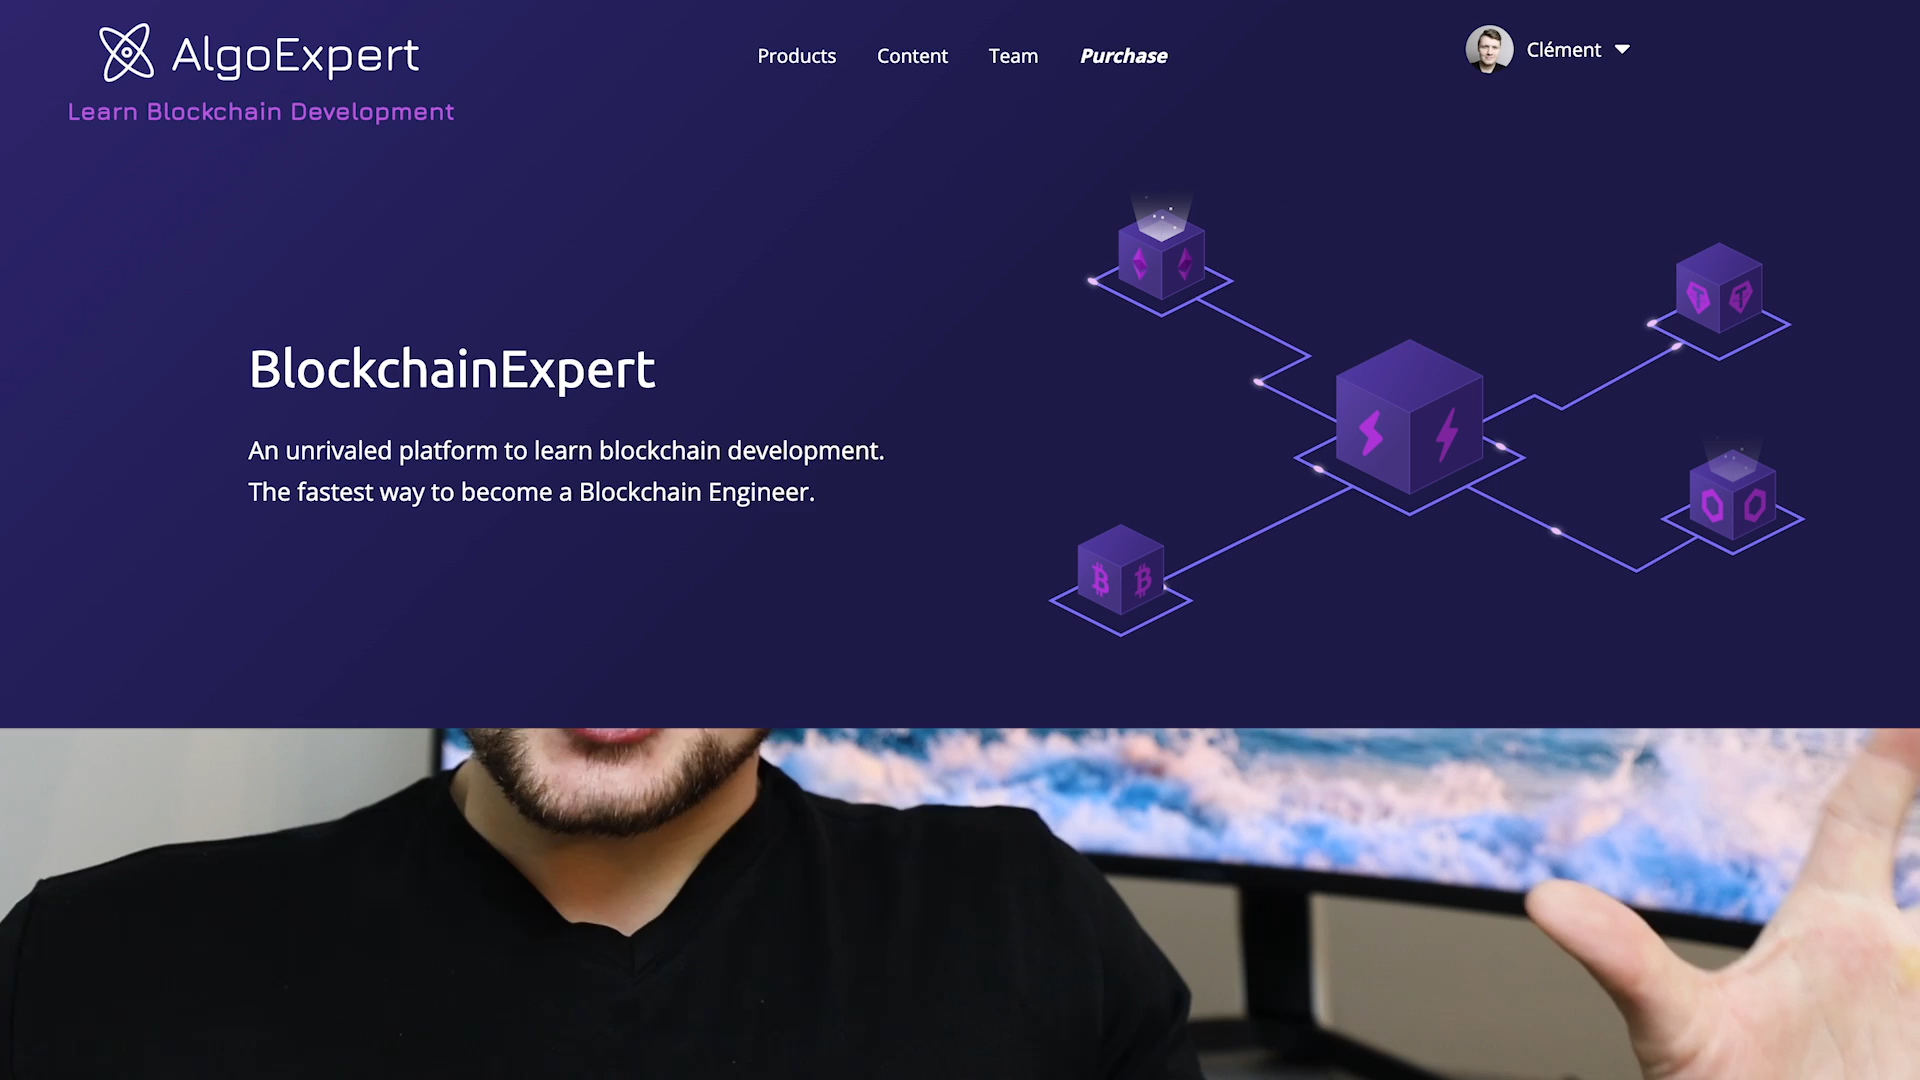 AlgoExpert
Learn Blockchain Development
Products
Content
Team
Purchase
Clément
BlockchainExpert
An unrivaled platform to learn blockchain development.
The fastest way to become a Blockchain Engineer.